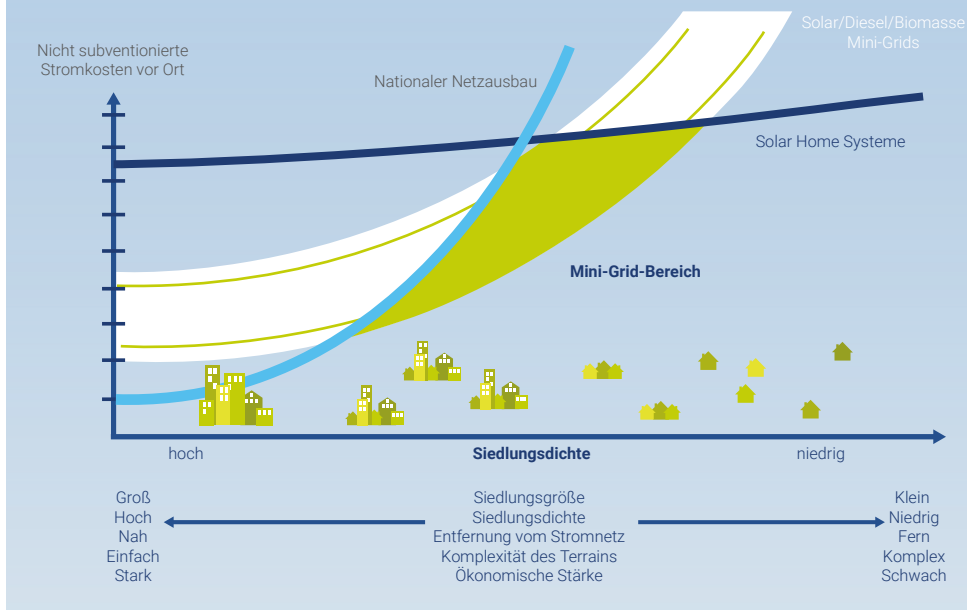 Solar/Diesel/Biomasse
Mini-Grids
Nicht subventionierte
Stromkosten vor Ort
Nationaler Netzausbau
Solar Home Systeme
Mini-Grid-Bereich
hoch
Siedlungsdichte
niedrig
Groß
Hoch
Nah
Einfach
Stark
Siedlungsgröße
Siedlungsdichte
Entfernung vom Stromnetz
Komplexität des Terrains
Ökonomische Stärke
Klein
Niedrig
Fern
Komplex
Schwach